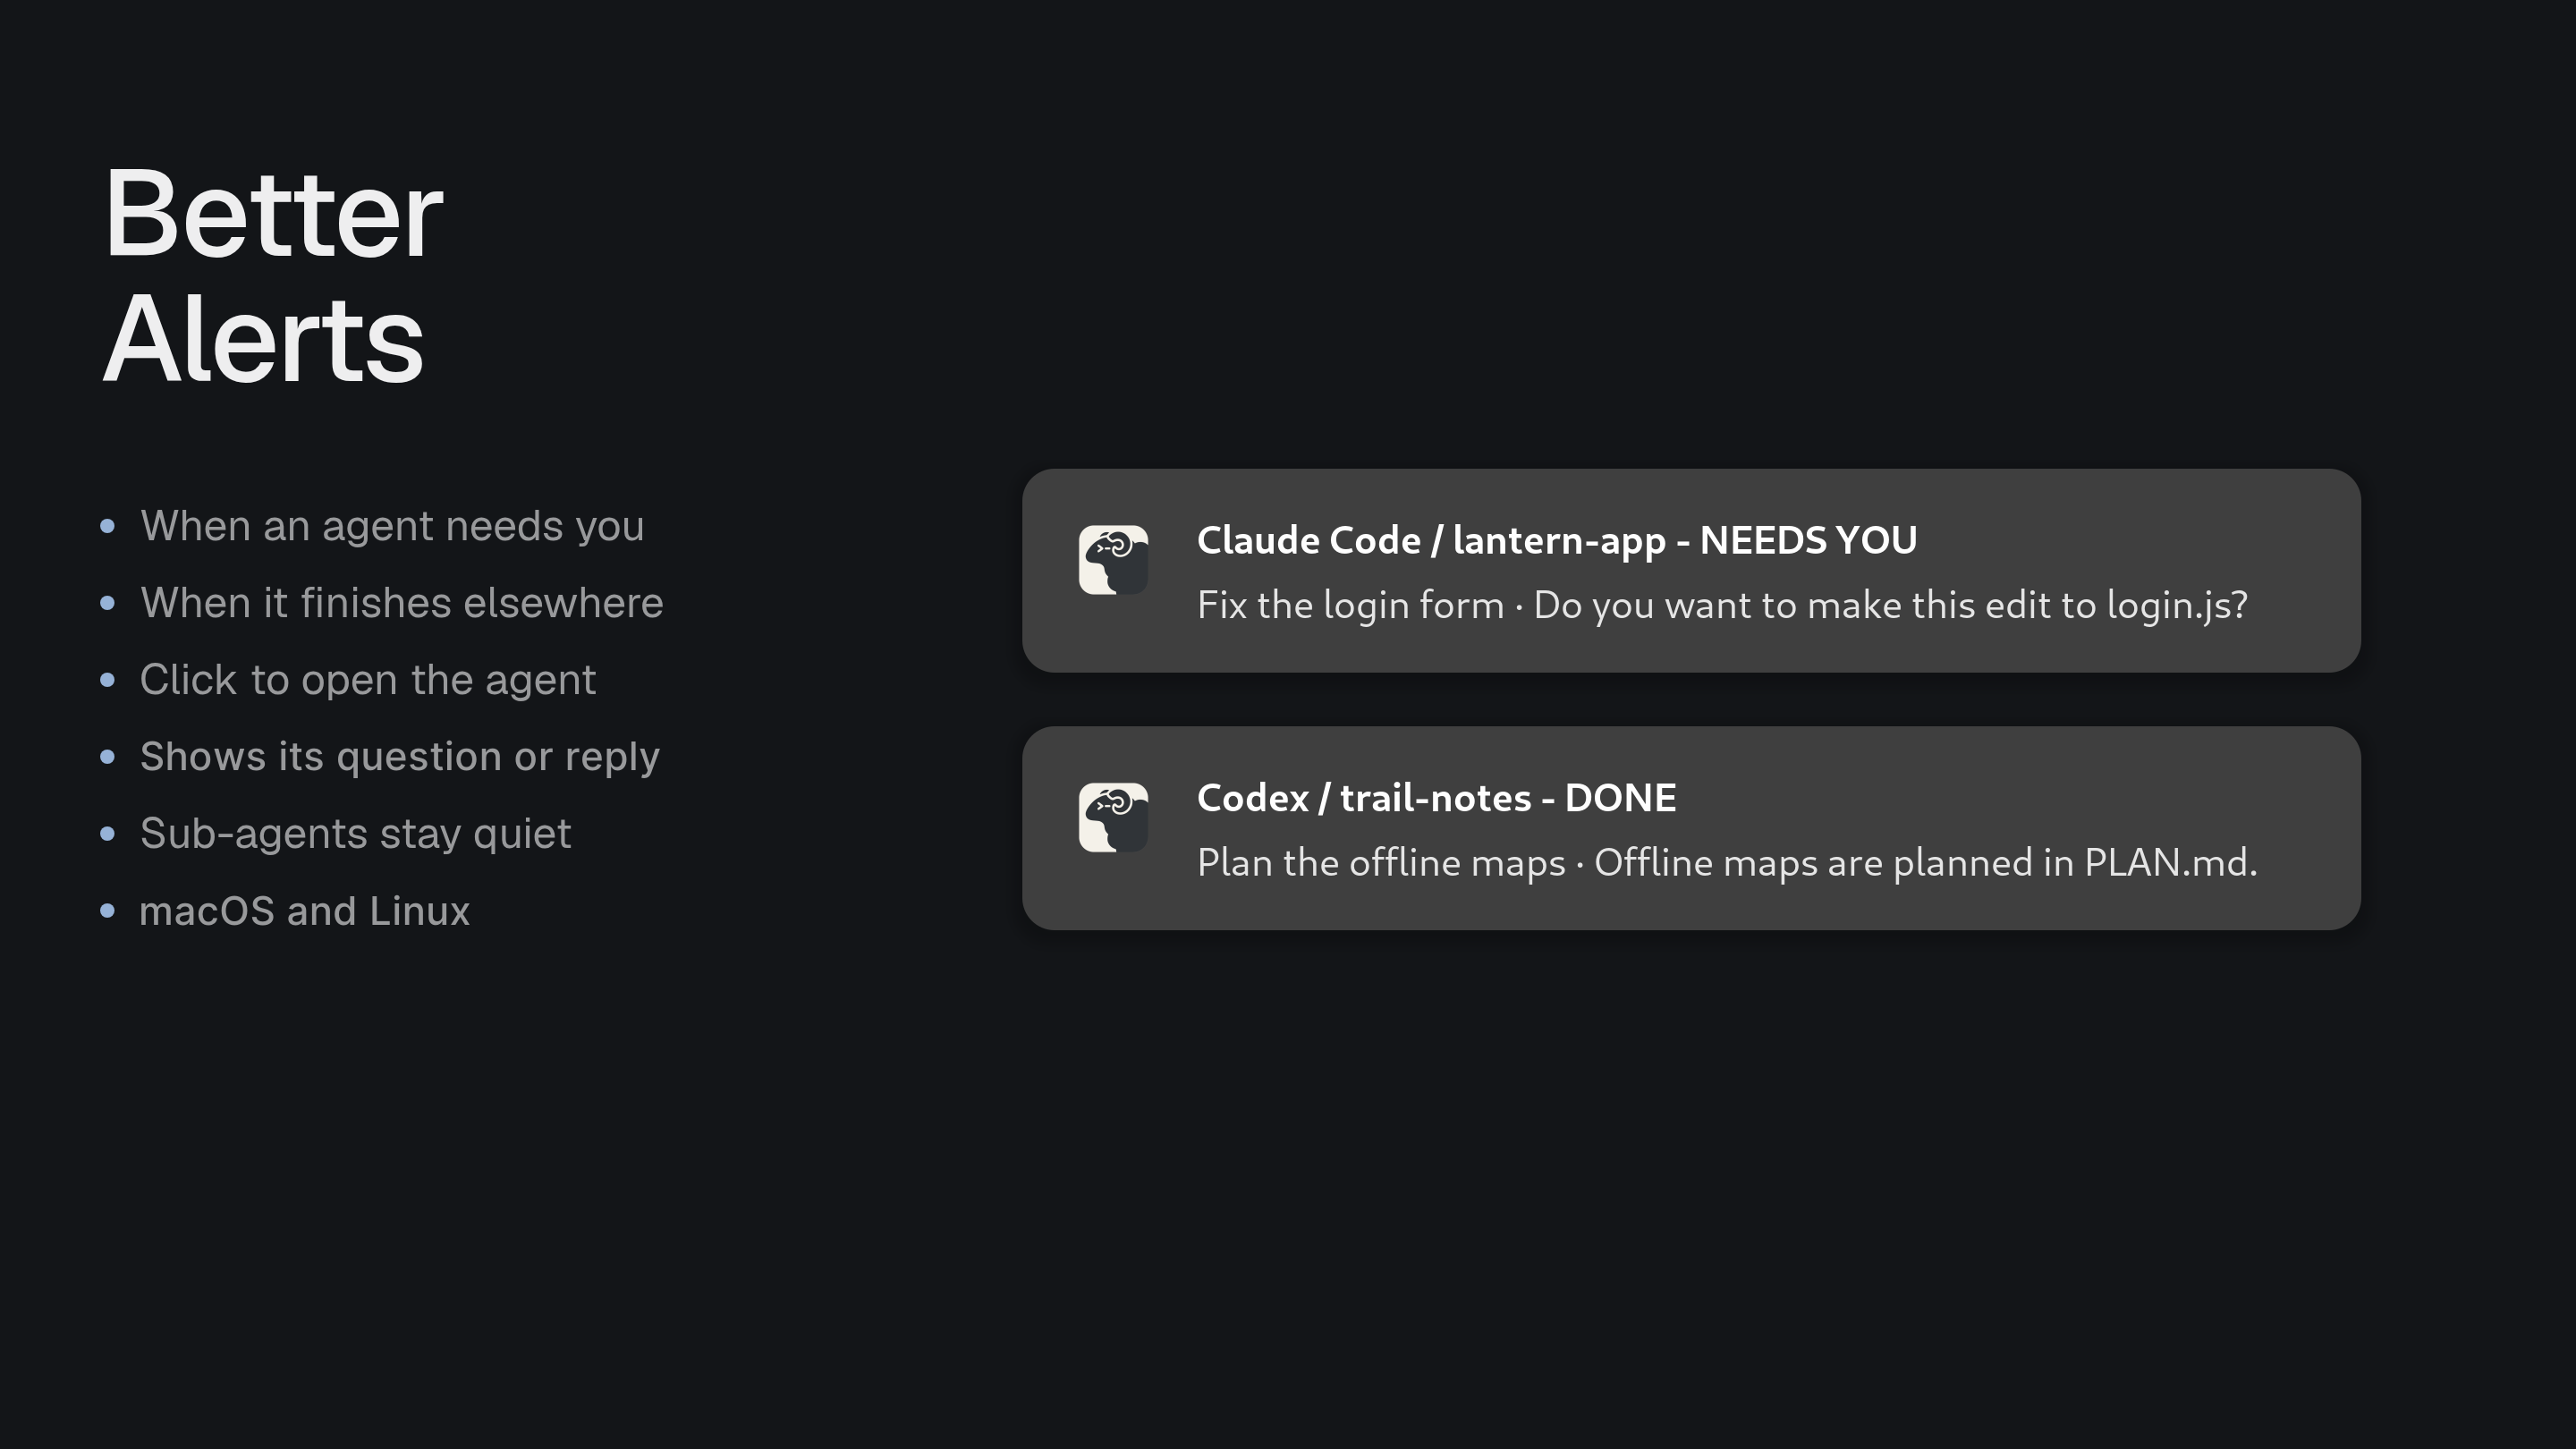 Better
Alerts
• When an agent needs you
• When it finishes elsewhere
• Click to open the agent
• Shows its question or reply
• Sub-agents stay quiet
• macOS and Linux
Claude Code / lantern-app - NEEDS YOU
Fix the login form · Do you want to make this edit to login.js?
Codex / trail-notes - DONE
Plan the offline maps · Offline maps are planned in PLAN.md.